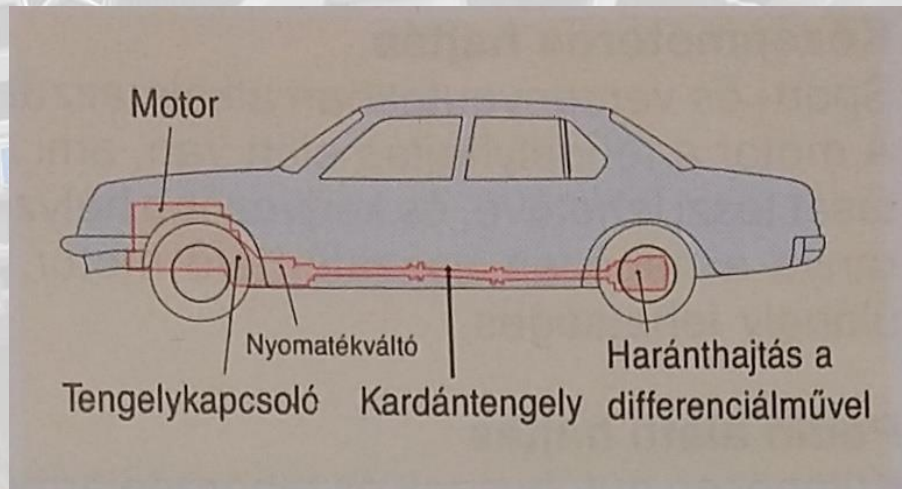 Motor
Nyomatékváltó
Tengelykapcsoló
Kardántengely
Haránthajtás a
differenciálművel